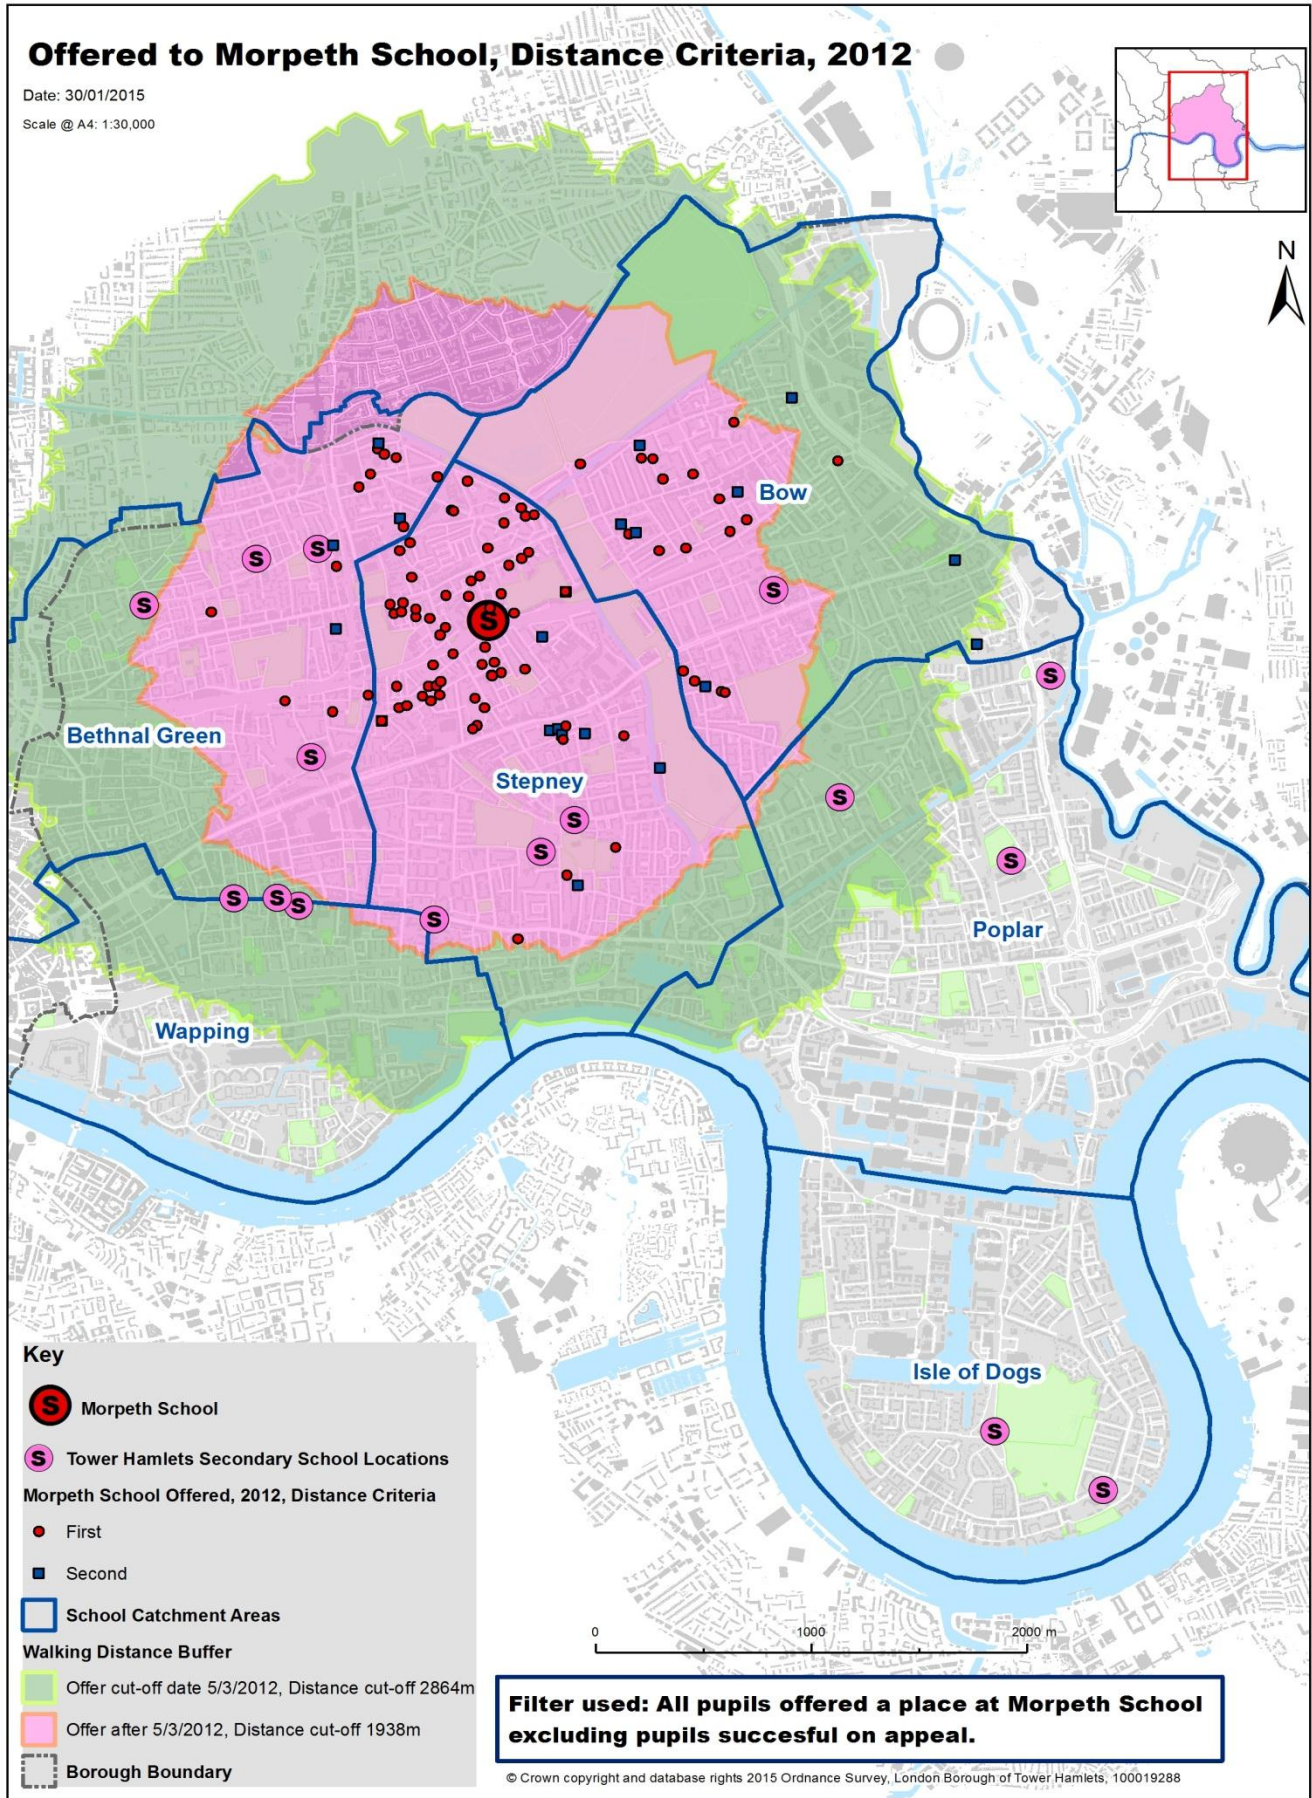 Offered to Morpeth School, Distance Criteria, 2012
Date: 30/01/2015
Scale @ A4: 1:30,000
N
Bow
S
S
S
S
S
S
Bethnal Green
S
Stepney
S
S
S
S
Poplar
S
S
S
S
Wapping
Isle of Dogs
S
S
Key
S Morpeth School
S Tower Hamlets Secondary School Locations
Morpeth School Offered, 2012, Distance Criteria
First
Second
School Catchment Areas
Walking Distance Buffer
Offer cut-off date 5/3/2012, Distance cut-off 2864m
Offer after 5/3/2012, Distance cut-off 1938m
Borough Boundary
0 1000 2000 m
Filter used: All pupils offered a place at Morpeth School
excluding pupils succesful on appeal.
© Crown copyright and database rights 2015 Ordnance Survey, London Borough of Tower Hamlets, 100019288